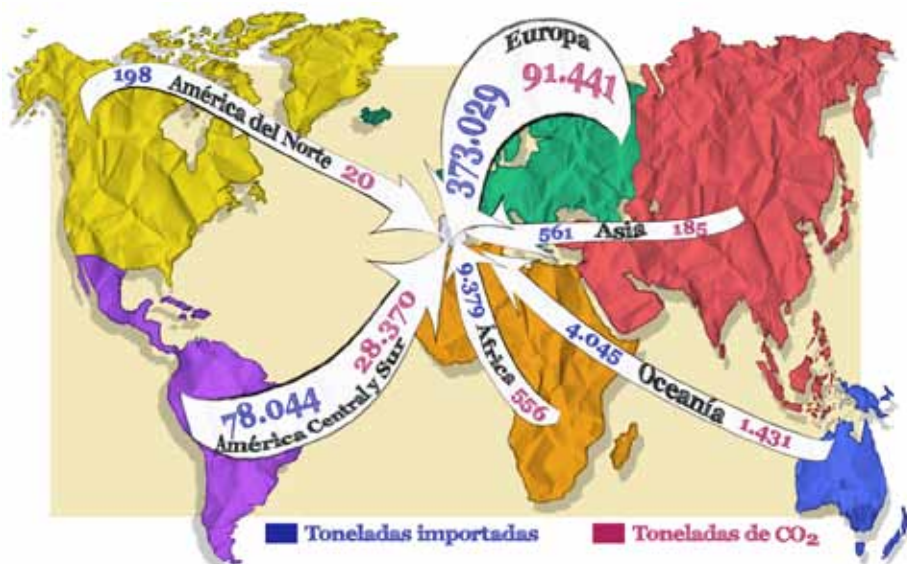 198
América del Norte
20
Europa
91.441
373.029
561
Asia
185
9.379
África
556
4.045
Oceanía
1.431
28.370
78.044
América Central y Sur
Toneladas importadas
Toneladas de CO₂